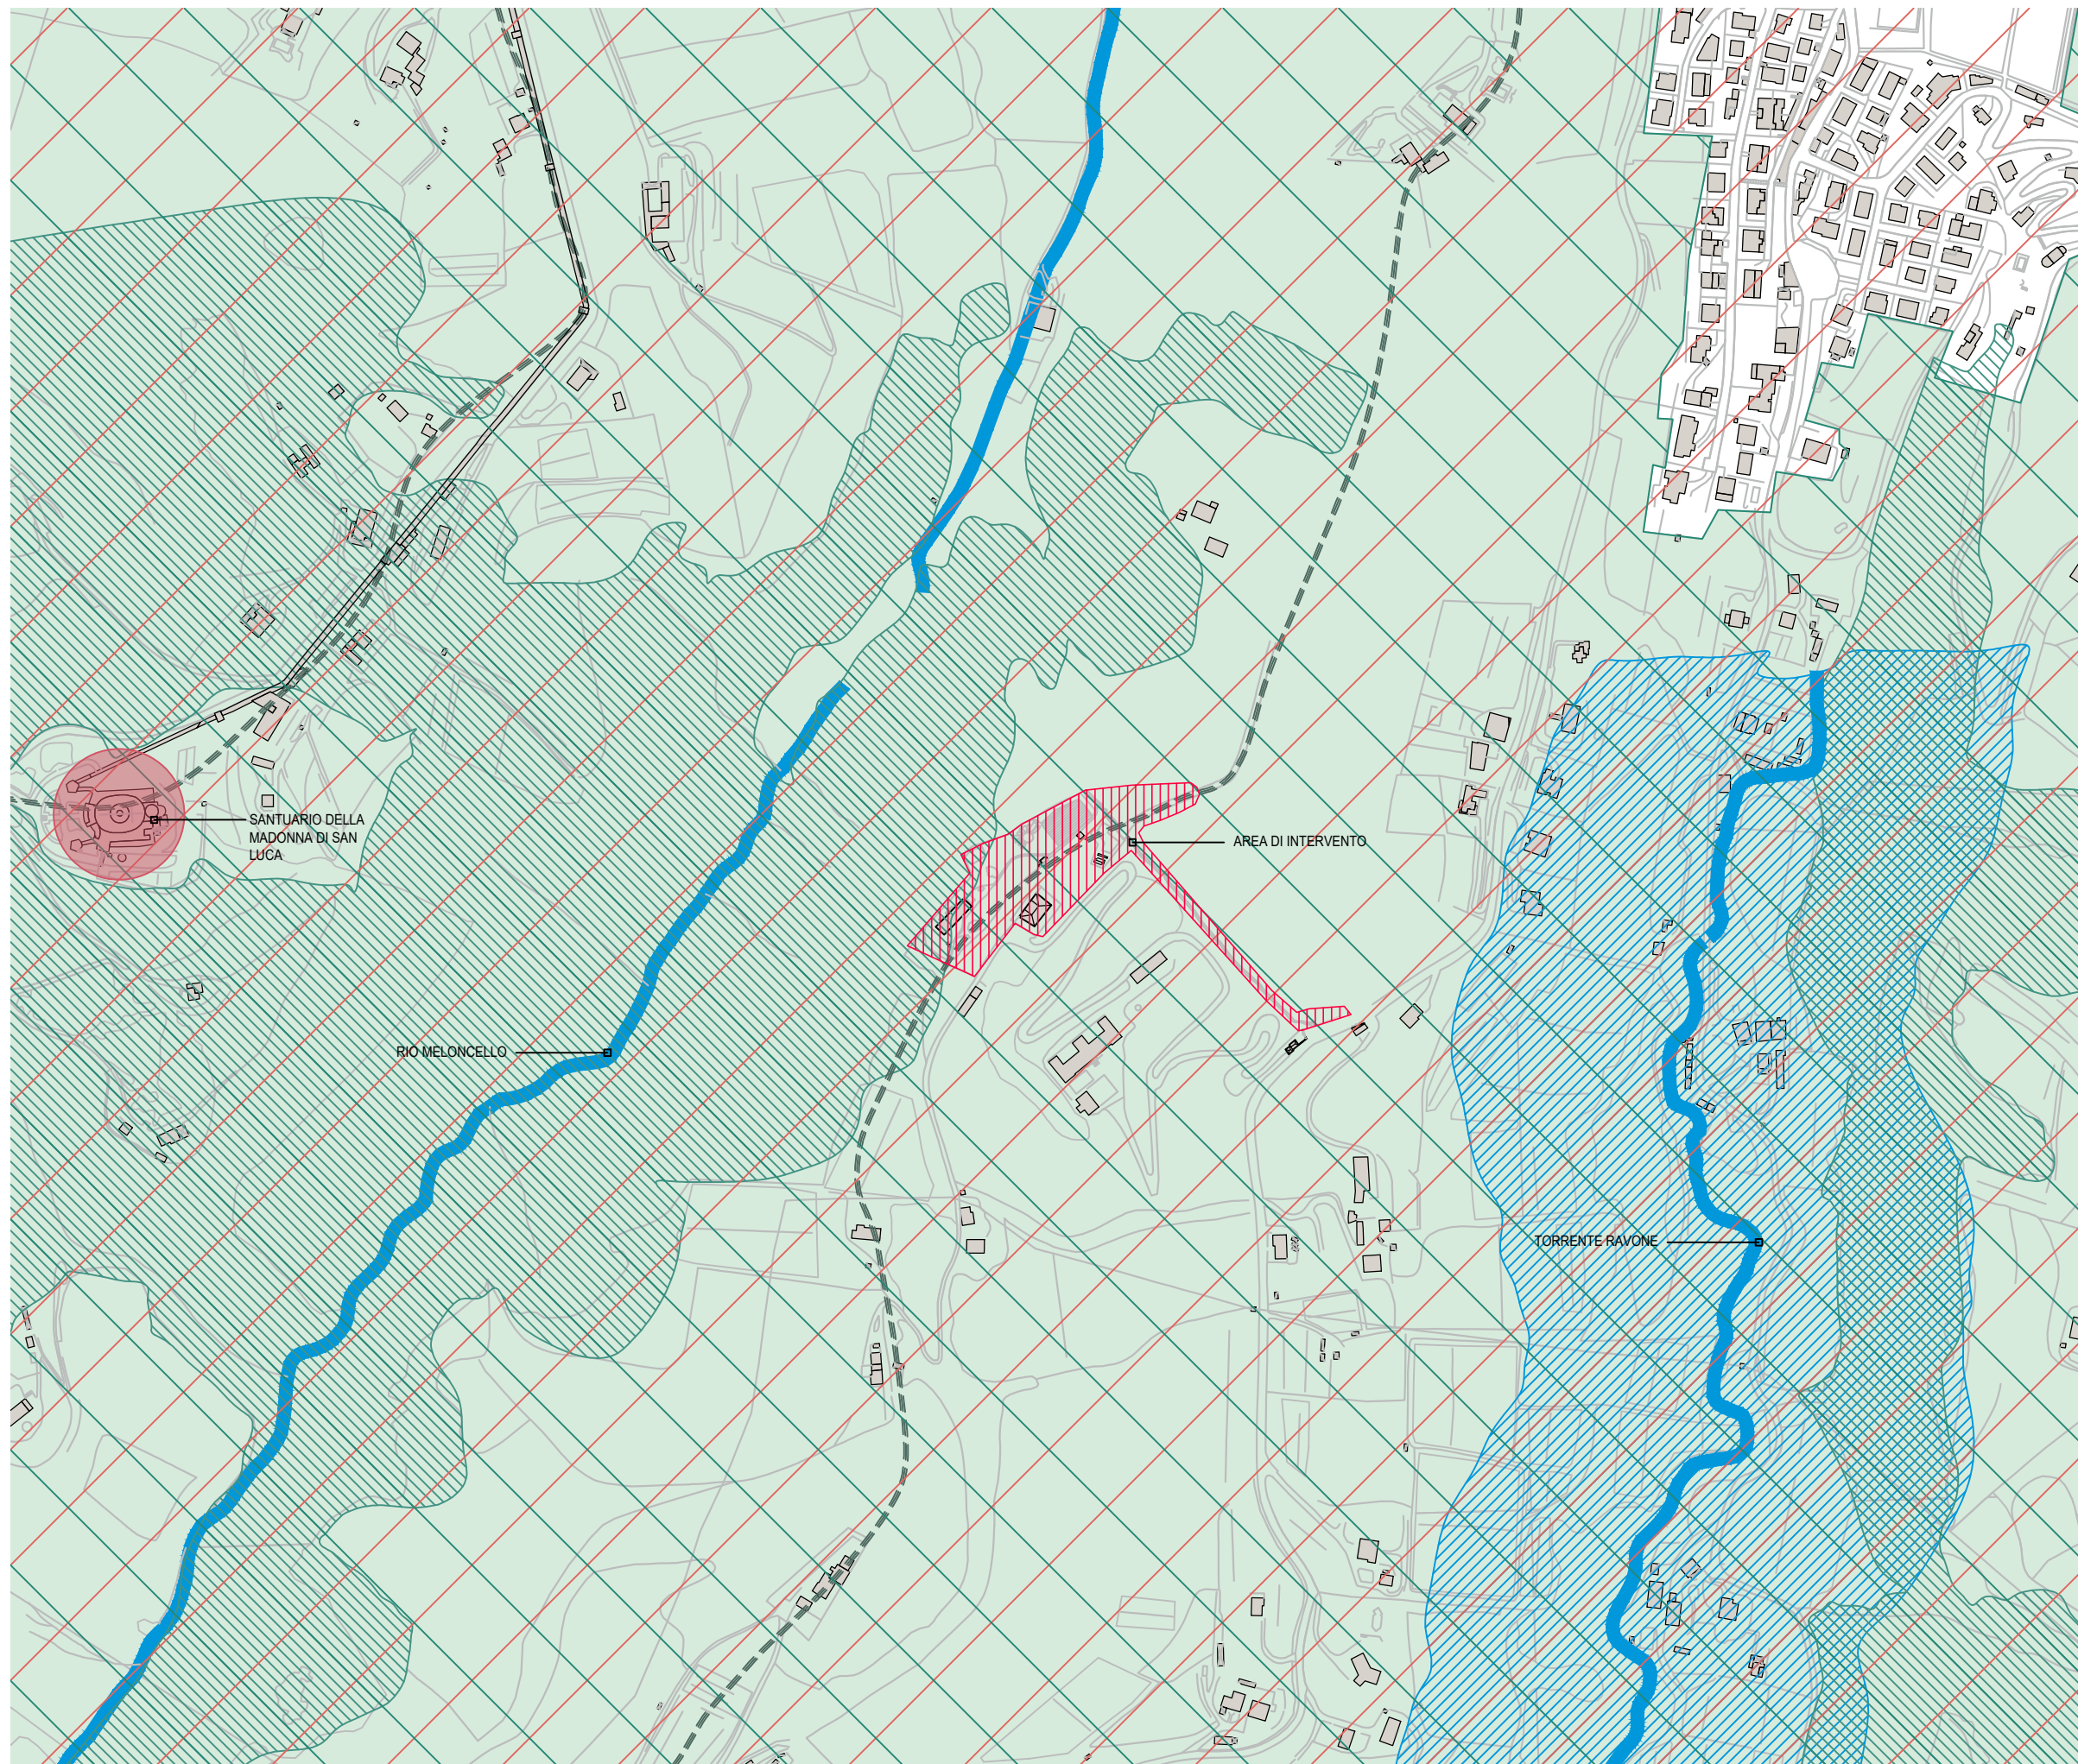 SANTUARIO DELLA
MADONNA DI SAN
LUCA
AREA DI INTERVENTO
RIO MELONCELLO
TORRENTE RAVONE